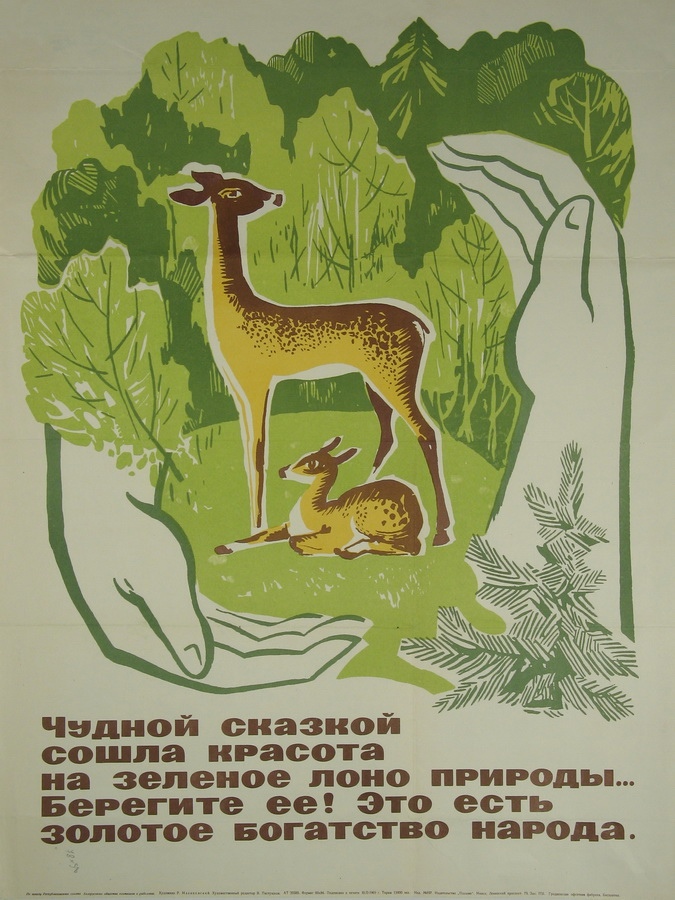 Чудной сказкой
сошла красота
на зеленое лоно природы...
Берегите ее! Это есть
золотое богатство народа.